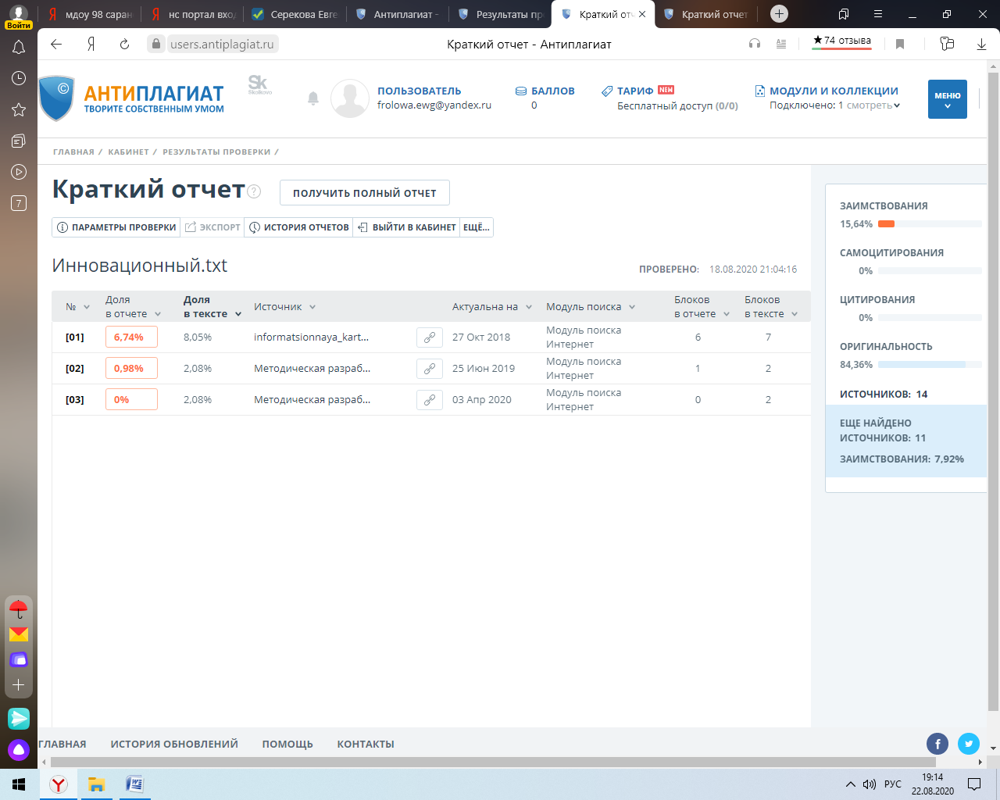 Войти
мдоу 98 саран
нс портал вход
Серекова Евге
Антиплагиат –
Результаты пр
Краткий от
Краткий отчет
users.antiplagiat.ru
Краткий отчет - Антиплагиат
★74 отзыва
АНТИПЛАГИАТ
ТВОРИТЕ СОБСТВЕННЫМ УМОМ
Sk
Skolkovo
ПОЛЬЗОВАТЕЛЬ
frolowa.ewg@yandex.ru
БАЛЛОВ
0
ТАРИФ NEW
Бесплатный доступ (0/0)
МОДУЛИ И КОЛЛЕКЦИИ
Подключено: 1 смотреть
МЕНЮ
ГЛАВНАЯ / КАБИНЕТ / РЕЗУЛЬТАТЫ ПРОВЕРКИ /
Краткий отчет ?
ПОЛУЧИТЬ ПОЛНЫЙ ОТЧЕТ
ПАРАМЕТРЫ ПРОВЕРКИ ЭКСПОРТ ИСТОРИЯ ОТЧЕТОВ ВЫЙТИ В КАБИНЕТ ЕЩЁ...
Инновационный.txt
ПРОВЕРЕНО: 18.08.2020 21:04:16
№ Доля в отчете Доля в тексте Источник Актуальна на Модуль поиска Блоков в отчете Блоков в тексте
[01] 6,74% 8,05% informatsionnaya_kart... 27 Окт 2018 Модуль поиска Интернет 6 7
[02] 0,98% 2,08% Методическая разраб... 25 Июн 2019 Модуль поиска Интернет 1 2
[03] 0% 2,08% Методическая разраб... 03 Апр 2020 Модуль поиска Интернет 0 2
ЗАИМСТВОВАНИЯ
15,64%
САМОЦИТИРОВАНИЯ
0%
ЦИТИРОВАНИЯ
0%
ОРИГИНАЛЬНОСТЬ
84,36%
ИСТОЧНИКОВ: 14
ЕЩЕ НАЙДЕНО
ИСТОЧНИКОВ: 11
ЗАИМСТВОВАНИЯ: 7,92%
7
ГЛАВНАЯ ИСТОРИЯ ОБНОВЛЕНИЙ ПОМОЩЬ КОНТАКТЫ
РУС
19:14
22.08.2020